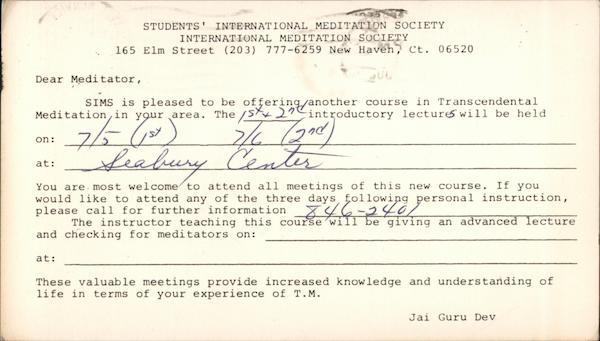 STUDENTS' INTERNATIONAL MEDITATION SOCIETY
INTERNATIONAL MEDITATION SOCIETY
165 Elm Street (203) 777-6259 New Haven, Ct. 06520
Dear Meditator,
SIMS is pleased to be offering another course in Transcendental
Meditation in your area. The 1st + 2nd introductory lectures will be held
on: 7/5 (1st) 7/6 (2nd)
at: Seabury Center
You are most welcome to attend all meetings of this new course. If you
would like to attend any of the three days following personal instruction,
please call for further information 846-2401
The instructor teaching this course will be giving an advanced lecture
and checking for meditators on:
at:
These valuable meetings provide increased knowledge and understanding of
life in terms of your experience of T.M.
Jai Guru Dev